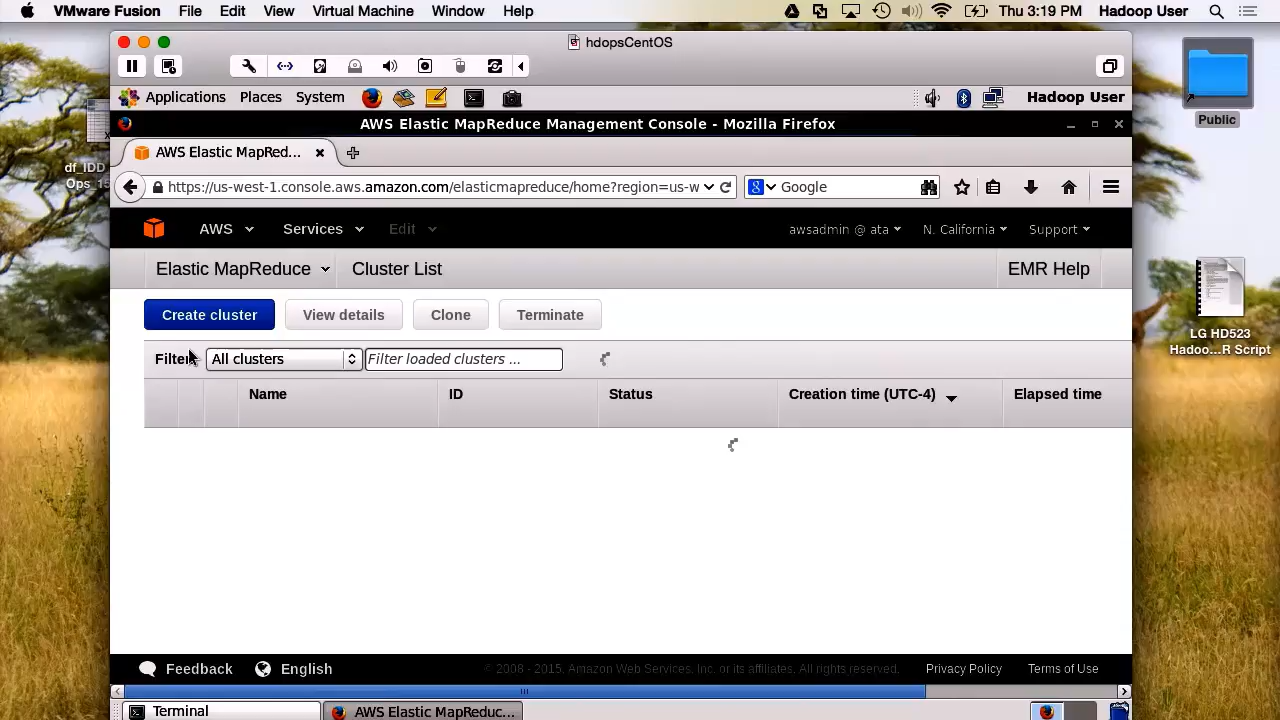 VMware Fusion File Edit View Virtual Machine Window Help Thu 3:19 PM Hadoop User
hdopsCentOS
Applications Places System Hadoop User
AWS Elastic MapReduce Management Console - Mozilla Firefox
AWS Elastic MapRed...
https://us-west-1.console.aws.amazon.com/elasticmapreduce/home?region=us-w Google
AWS Services Edit awsadmin @ ata N. California Support
Elastic MapReduce Cluster List EMR Help
Create cluster View details Clone Terminate
Filter: All clusters Filter loaded clusters ...
Name ID Status Creation time (UTC-4) Elapsed time
Feedback English © 2008 - 2015, Amazon Web Services, Inc. or its affiliates. All rights reserved. Privacy Policy Terms of Use
Terminal AWS Elastic MapReduc...
Public
df_IDD
Ops_15
LG HD523
Hadoo...R Script